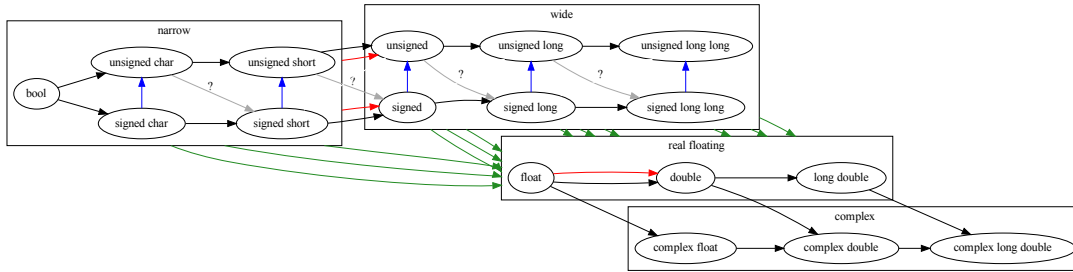 wide
narrow
unsigned
unsigned long
unsigned long long
unsigned char
unsigned short
?
?
?
?
bool
signed
signed long
signed long long
signed char
signed short
real floating
float
double
long double
complex
complex float
complex double
complex long double